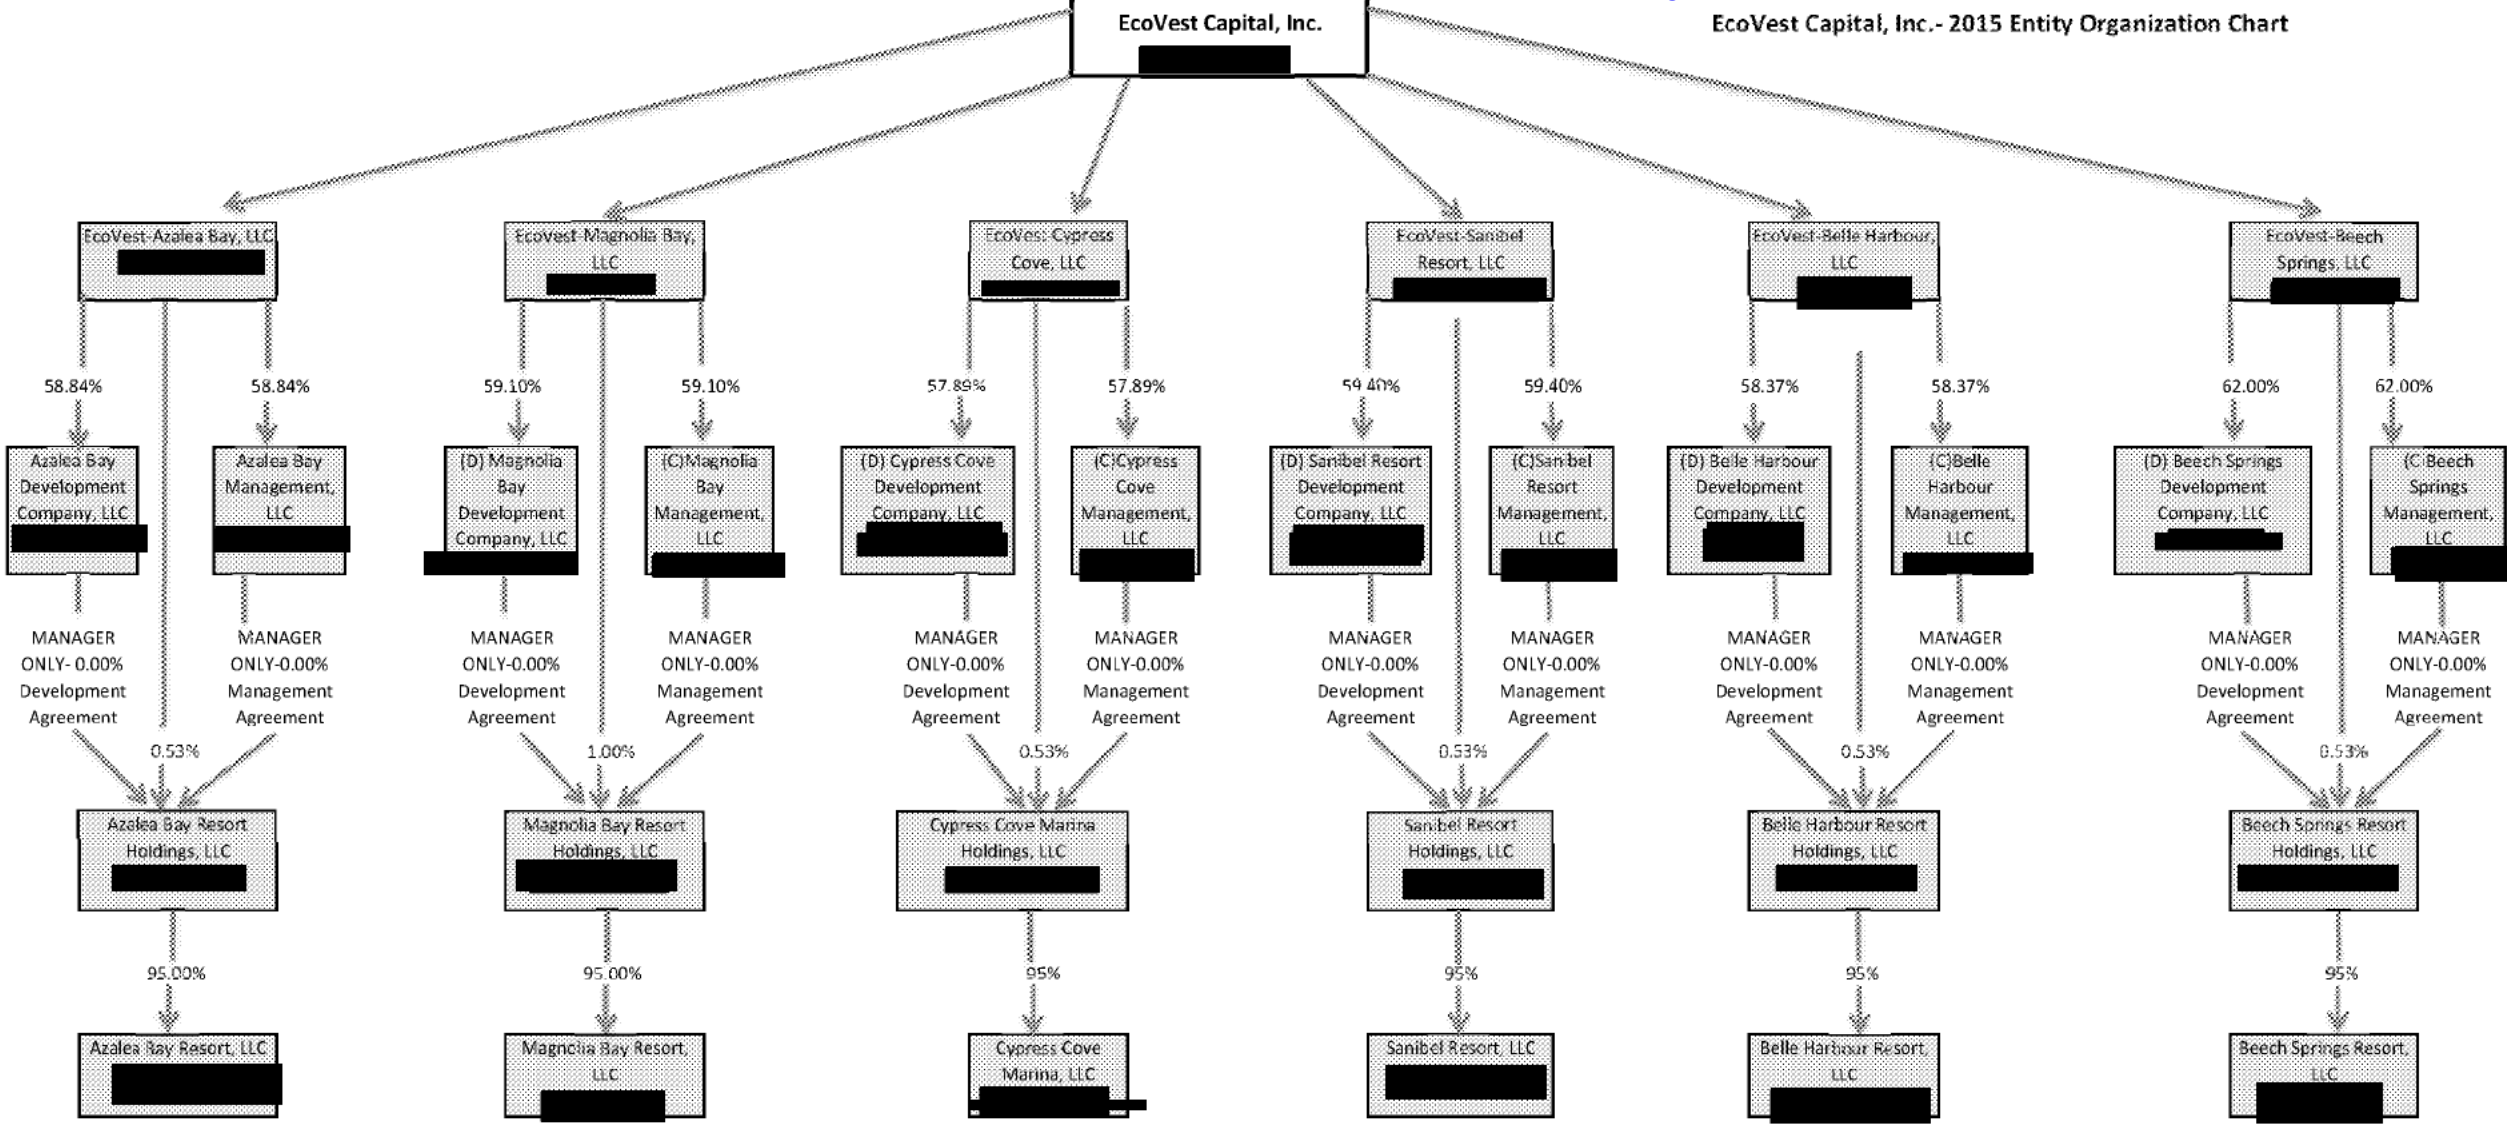 EcoVest Capital, Inc.
EcoVest Capital, Inc.- 2015 Entity Organization Chart
EcoVest-Azalea Bay, LLC
EcoVest-Magnolia Bay,
LLC
EcoVest Cypress
Cove, LLC
EcoVest-Sanibel
Resort, LLC
EcoVest-Belle Harbour,
LLC
EcoVest-Beech
Springs, LLC
58.84%
58.84%
59.10%
59.10%
57.89%
57.89%
59.40%
59.40%
58.37%
58.37%
62.00%
62.00%
Azalea Bay
Development
Company, LLC
Azalea Bay
Management,
LLC
(D) Magnolia
Bay
Development
Company, LLC
(C)Magnolia
Bay
Management,
LLC
(D) Cypress Cove
Development
Company, LLC
(C)Cypress
Cove
Management,
LLC
(D) Sanibel Resort
Development
Company, LLC
(C)Sanibel
Resort
Management,
LLC
(D) Belle Harbour
Development
Company, LLC
(C)Belle
Harbour
Management,
LLC
(D) Beech Springs
Development
Company, LLC
(C Beech
Springs
Management,
LLC
MANAGER
ONLY- 0.00%
Development
Agreement
MANAGER
ONLY-0.00%
Management
Agreement
MANAGER
ONLY-0.00%
Development
Agreement
MANAGER
ONLY-0.00%
Management
Agreement
MANAGER
ONLY-0.00%
Development
Agreement
MANAGER
ONLY-0.00%
Management
Agreement
MANAGER
ONLY-0.00%
Development
Agreement
MANAGER
ONLY-0.00%
Management
Agreement
MANAGER
ONLY-0.00%
Development
Agreement
MANAGER
ONLY-0.00%
Management
Agreement
MANAGER
ONLY-0.00%
Development
Agreement
MANAGER
ONLY-0.00%
Management
Agreement
0.53%
1.00%
0.53%
0.53%
0.53%
0.53%
Azalea Bay Resort
Holdings, LLC
Magnolia Bay Resort
Holdings, LLC
Cypress Cove Marina
Holdings, LLC
Sanibel Resort
Holdings, LLC
Belle Harbour Resort
Holdings, LLC
Beech Springs Resort
Holdings, LLC
95.00%
95.00%
95%
95%
95%
95%
Azalea Bay Resort, LLC
Magnolia Bay Resort,
LLC
Cypress Cove
Marina, LLC
Sanibel Resort, LLC
Belle Harbour Resort,
LLC
Beech Springs Resort,
LLC